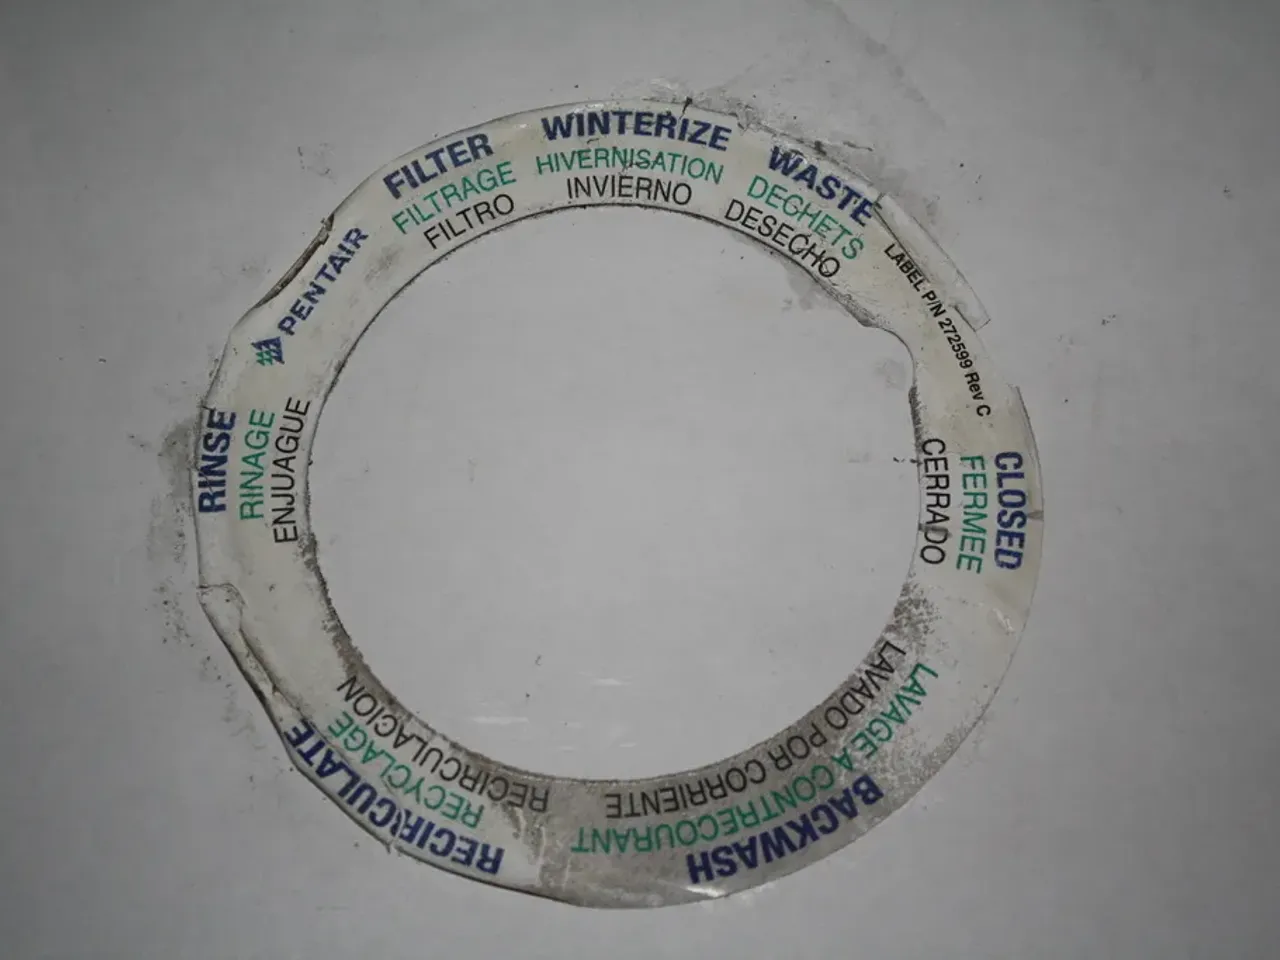 FILTER
FILTRAGE
FILTRO
WINTERIZE
HIVERNISATION
INVIERNO
WASTE
DECHETS
DESECHO
LABEL P/N 272599 Rev C
CLOSED
FERMEE
CERRADO
BACKWASH
LAVAGE A CONTRECOURANT
LAVADO POR CORRIENTE
RECIRCULATE
RECYCLAGE
RECIRCULACION
RINSE
RINAGE
ENJUAGUE
PENTAIR